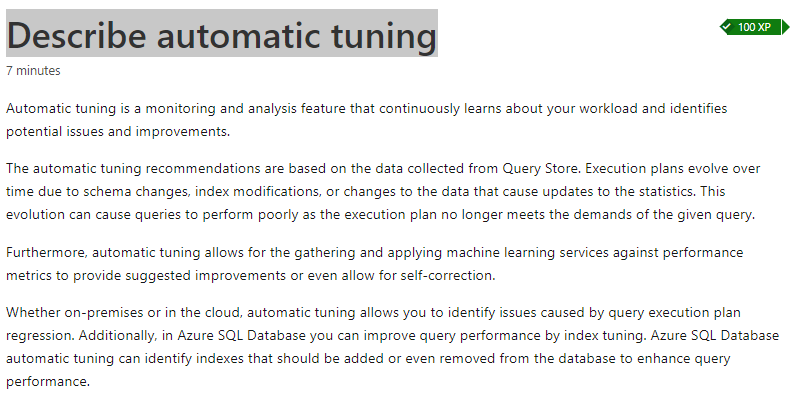 Describe automatic tuning
100 XP
7 minutes
Automatic tuning is a monitoring and analysis feature that continuously learns about your workload and identifies
potential issues and improvements.
The automatic tuning recommendations are based on the data collected from Query Store. Execution plans evolve over
time due to schema changes, index modifications, or changes to the data that cause updates to the statistics. This
evolution can cause queries to perform poorly as the execution plan no longer meets the demands of the given query.
Furthermore, automatic tuning allows for the gathering and applying machine learning services against performance
metrics to provide suggested improvements or even allow for self-correction.
Whether on-premises or in the cloud, automatic tuning allows you to identify issues caused by query execution plan
regression. Additionally, in Azure SQL Database you can improve query performance by index tuning. Azure SQL Database
automatic tuning can identify indexes that should be added or even removed from the database to enhance query
performance.